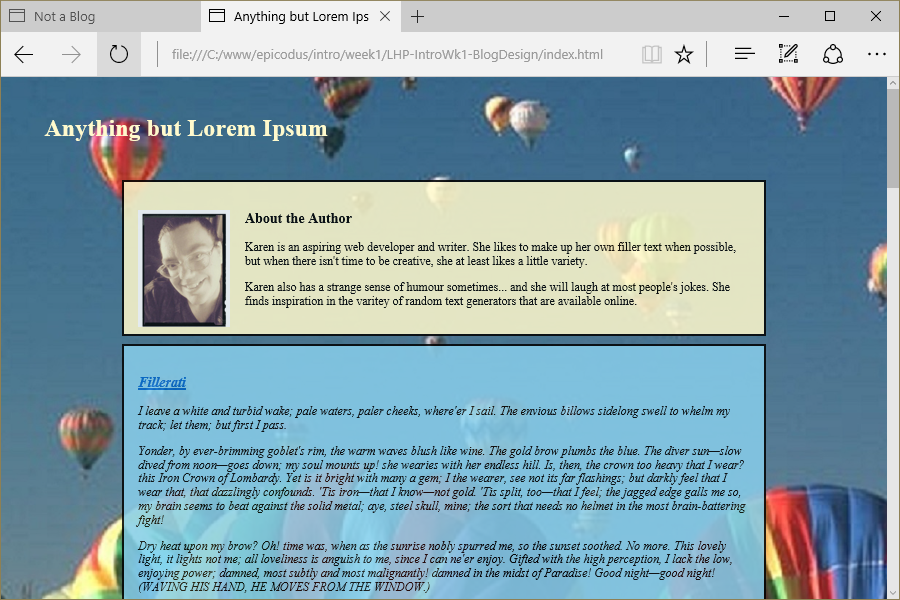 Not a Blog
Anything but Lorem Ips
file:///C:/www/epicodus/intro/week1/LHP-IntroWk1-BlogDesign/index.html
Anything but Lorem Ipsum
About the Author
Karen is an aspiring web developer and writer. She likes to make up her own filler text when possible,
but when there isn't time to be creative, she at least likes a little variety.
Karen also has a strange sense of humour sometimes... and she will laugh at most people's jokes. She
finds inspiration in the varitey of random text generators that are available online.
Fillerati
I leave a white and turbid wake; pale waters, paler cheeks, where'er I sail. The envious billows sidelong swell to whelm my
track; let them; but first I pass.
Yonder, by ever-brimming goblet's rim, the warm waves blush like wine. The gold brow plumbs the blue. The diver sun—slow
dived from noon—goes down; my soul mounts up! she wearies with her endless hill. Is, then, the crown too heavy that I wear?
this Iron Crown of Lombardy. Yet is it bright with many a gem; I the wearer, see not its far flashings; but darkly feel that I
wear that, that dazzlingly confounds. 'Tis iron—that I know—not gold. 'Tis split, too—that I feel; the jagged edge galls me so,
my brain seems to beat against the solid metal; aye, steel skull, mine; the sort that needs no helmet in the most brain-battering
fight!
Dry heat upon my brow? Oh! time was, when as the sunrise nobly spurred me, so the sunset soothed. No more. This lovely
light, it lights not me; all loveliness is anguish to me, since I can ne'er enjoy. Gifted with the high perception, I lack the low,
enjoying power; damned, most subtly and most malignantly! damned in the midst of Paradise! Good night—good night!
(WAVING HIS HAND, HE MOVES FROM THE WINDOW.)